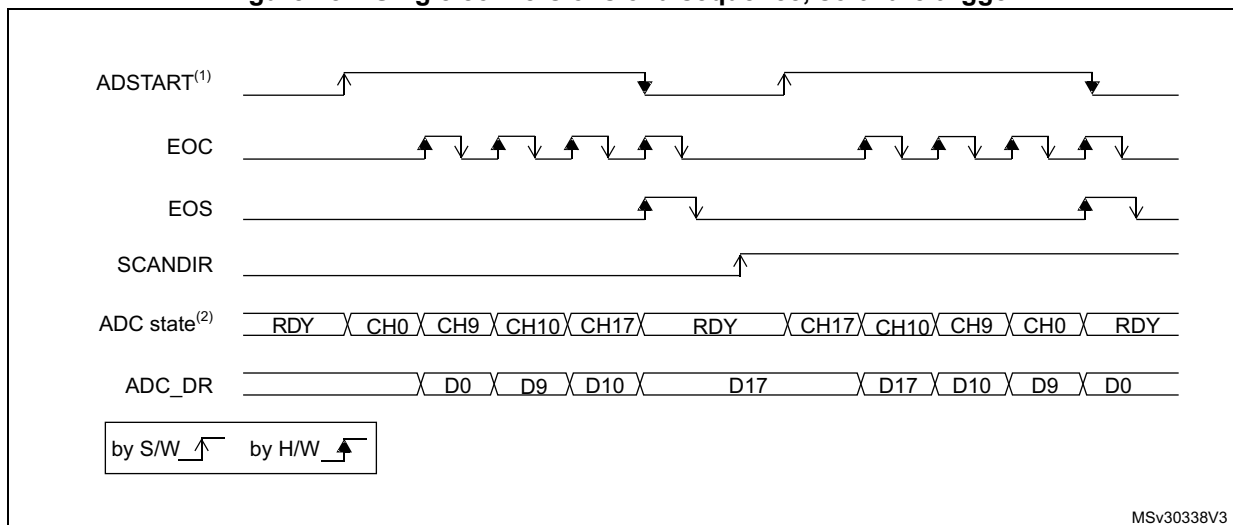 ADSTART(1)
EOC
EOS
SCANDIR
ADC state(2) RDY CH0 CH9 CH10 CH17 RDY CH17 CH10 CH9 CH0 RDY
ADC_DR D0 D9 D10 D17 D17 D10 D9 D0
by S/W by H/W
MSv30338V3